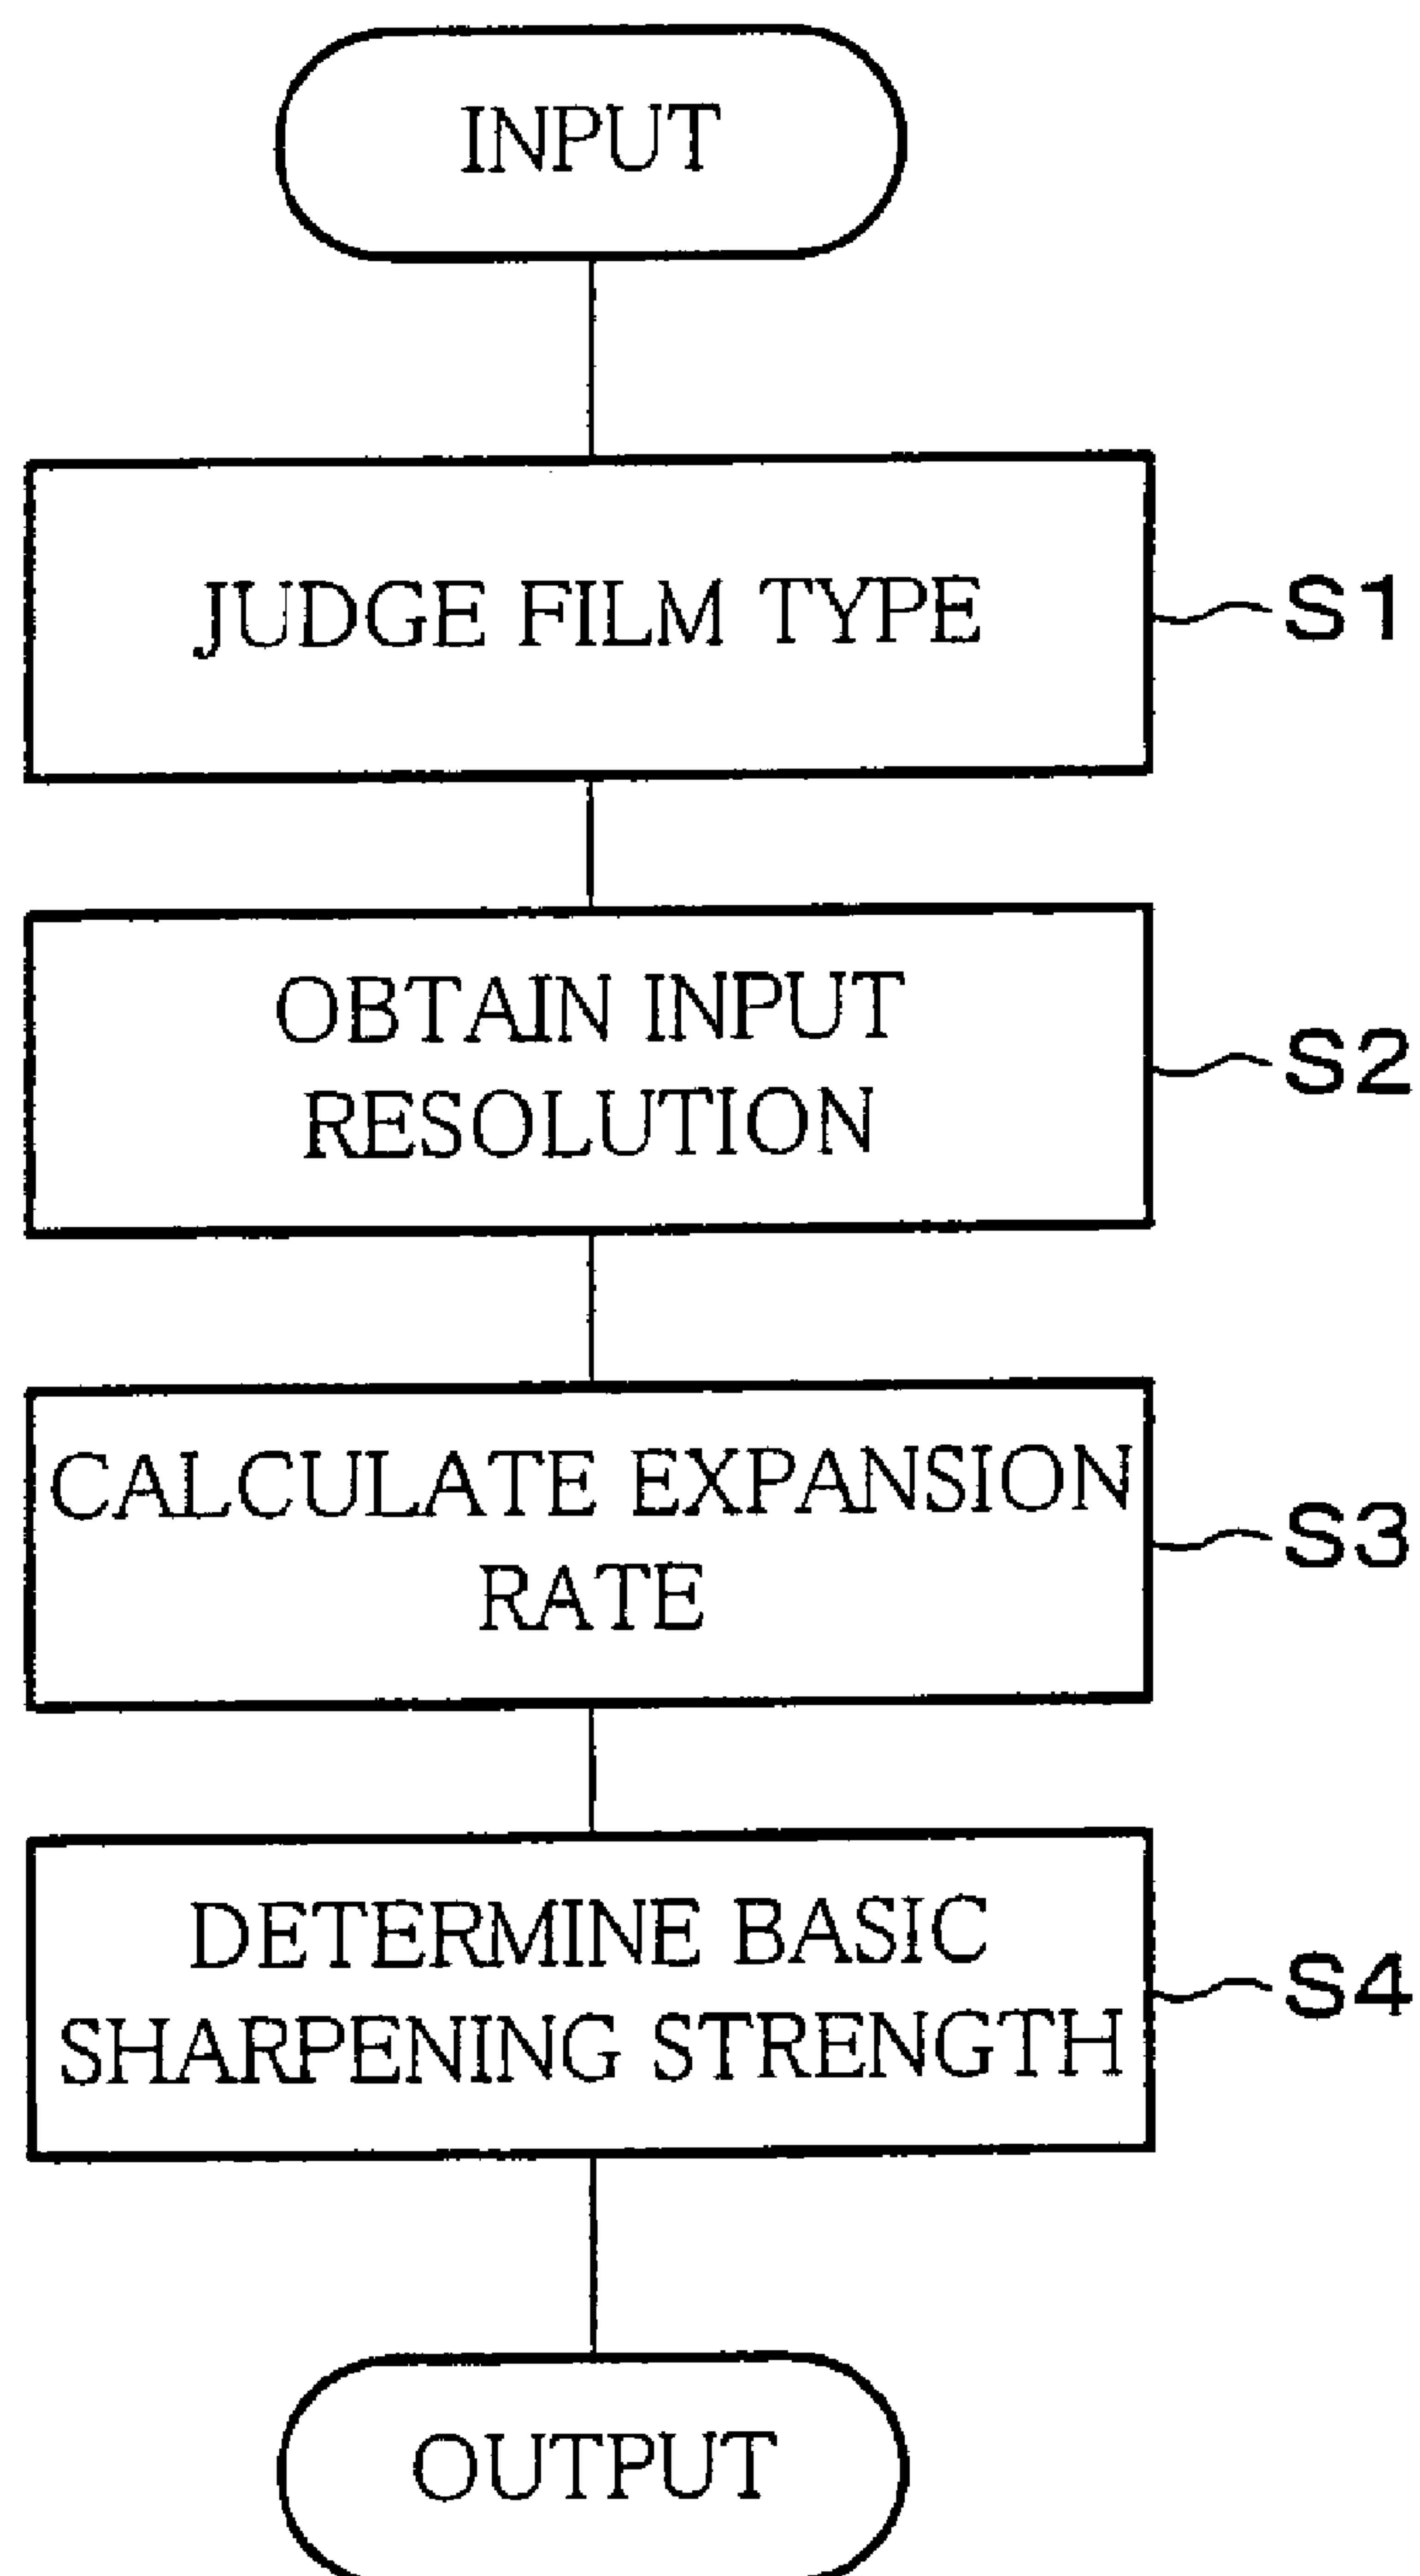 INPUT
JUDGE FILM TYPE
S1
OBTAIN INPUT
RESOLUTION
S2
CALCULATE EXPANSION
RATE
S3
DETERMINE BASIC
SHARPENING STRENGTH
S4
OUTPUT